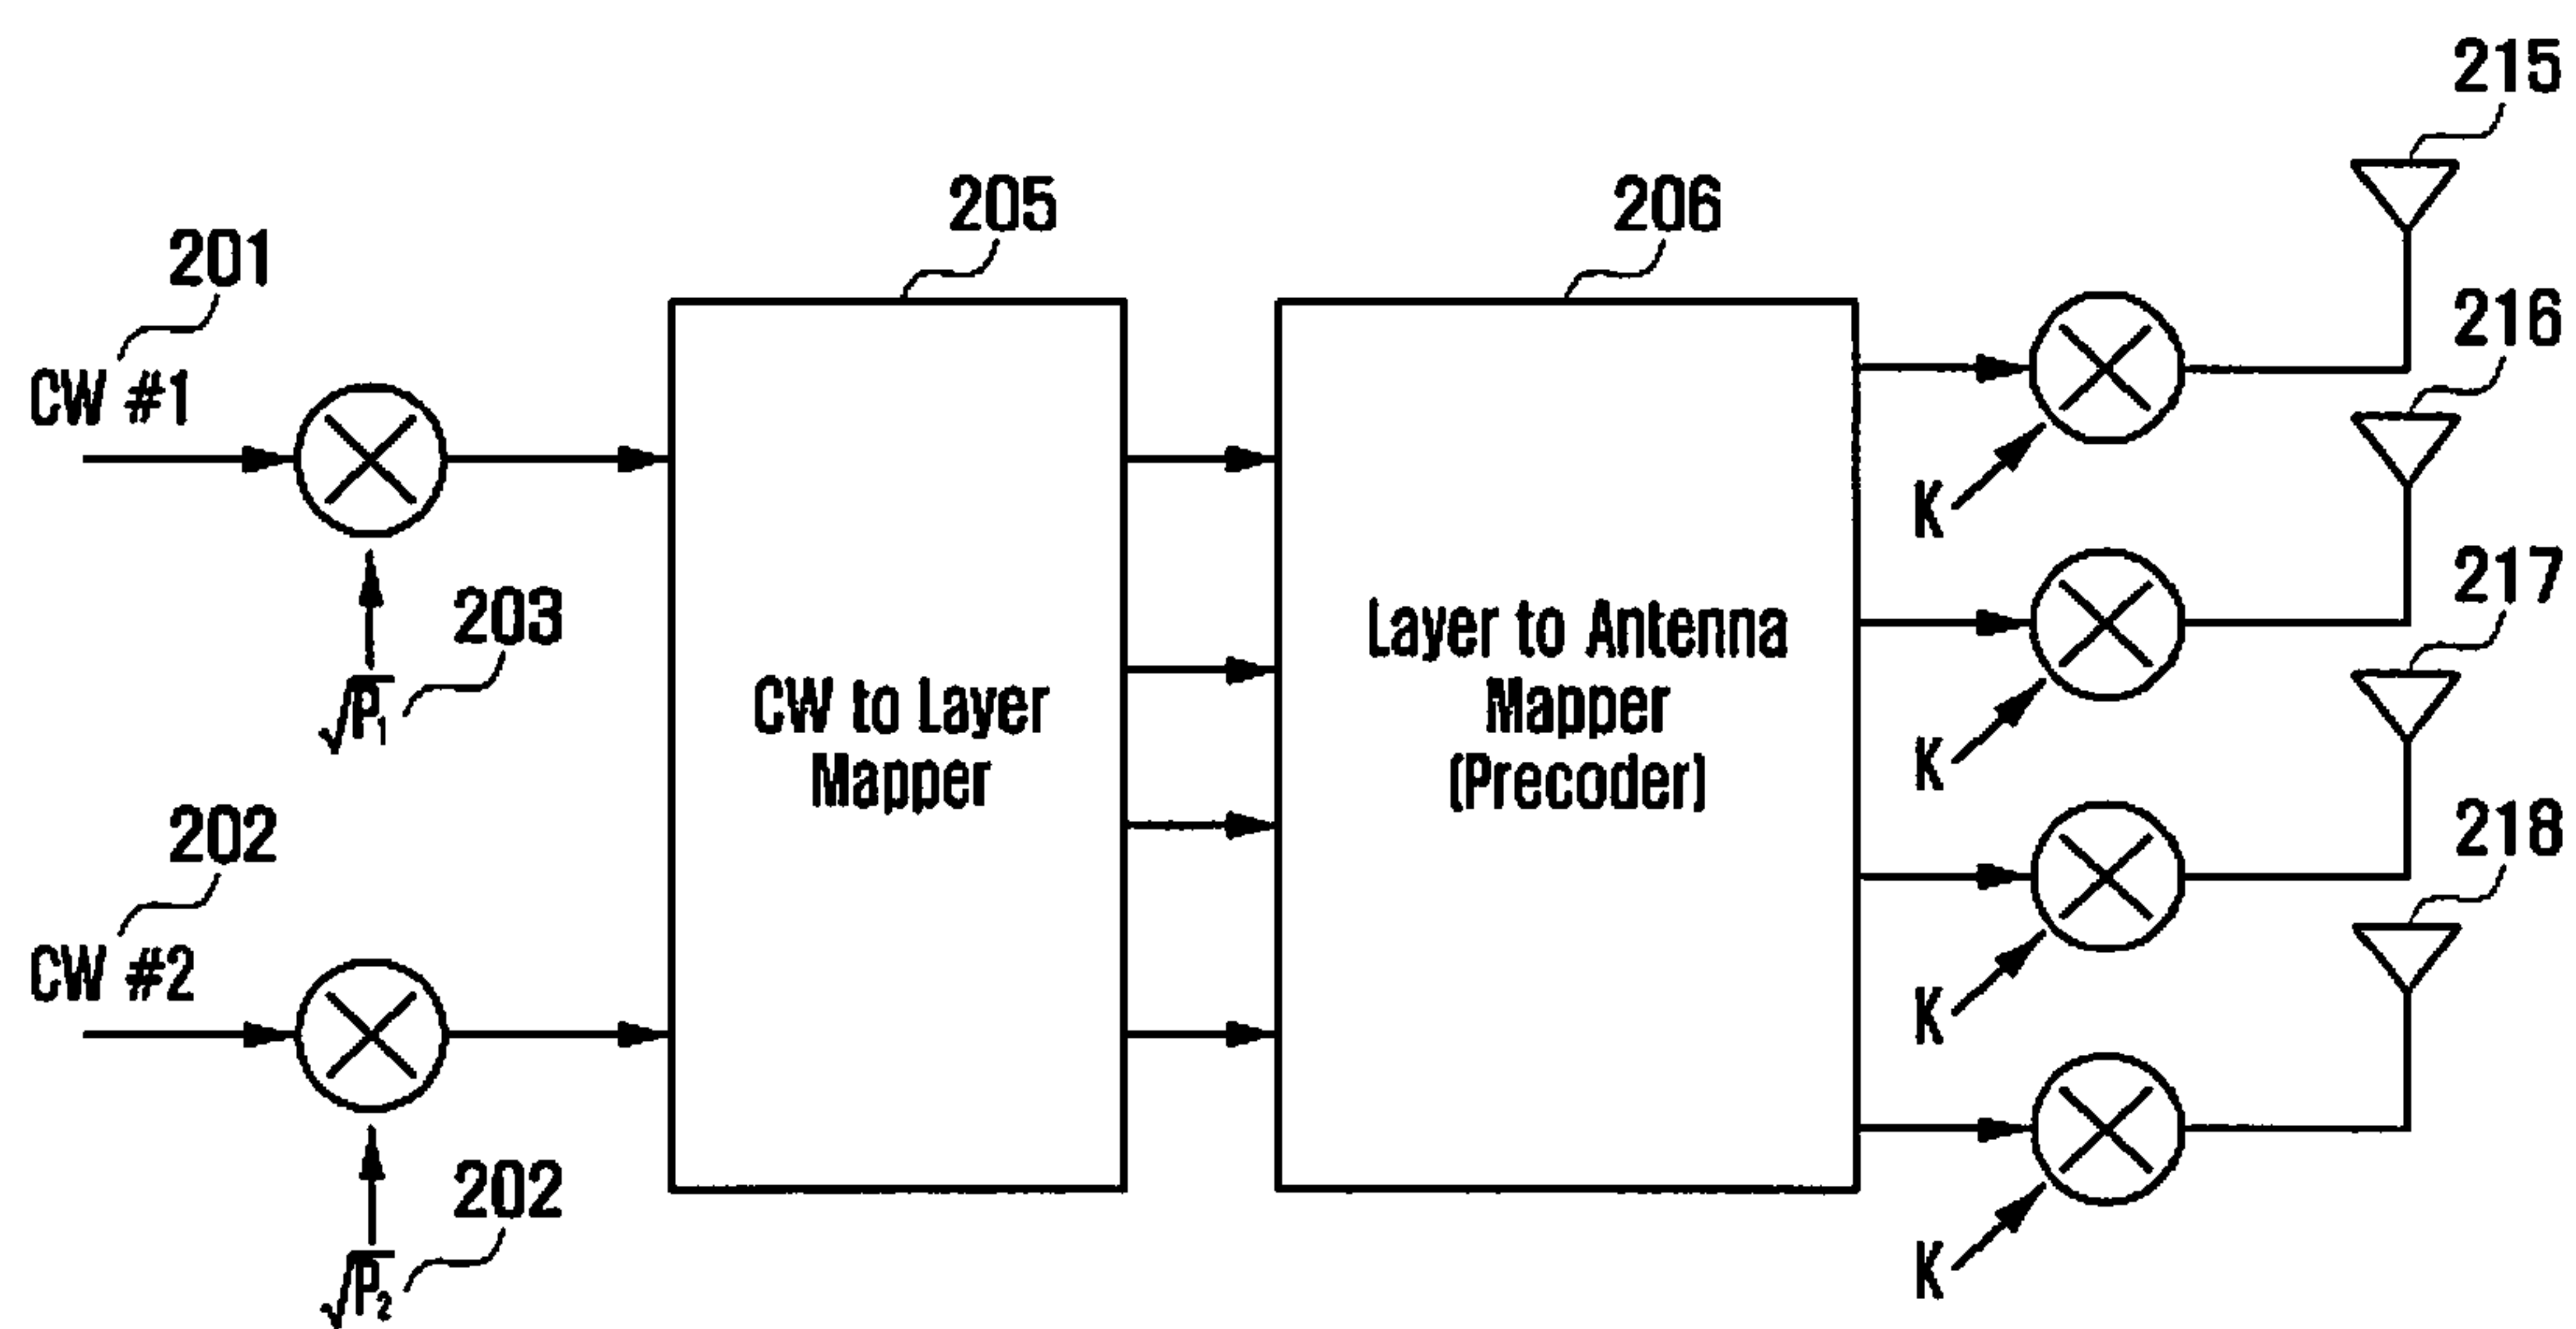 215
205
206
201
216
CW #1
K
217
203
Layer to Antenna
Mapper
(Precoder)
CW to Layer
Mapper
√P₁
K
202
218
CW #2
K
202
√P₂
K